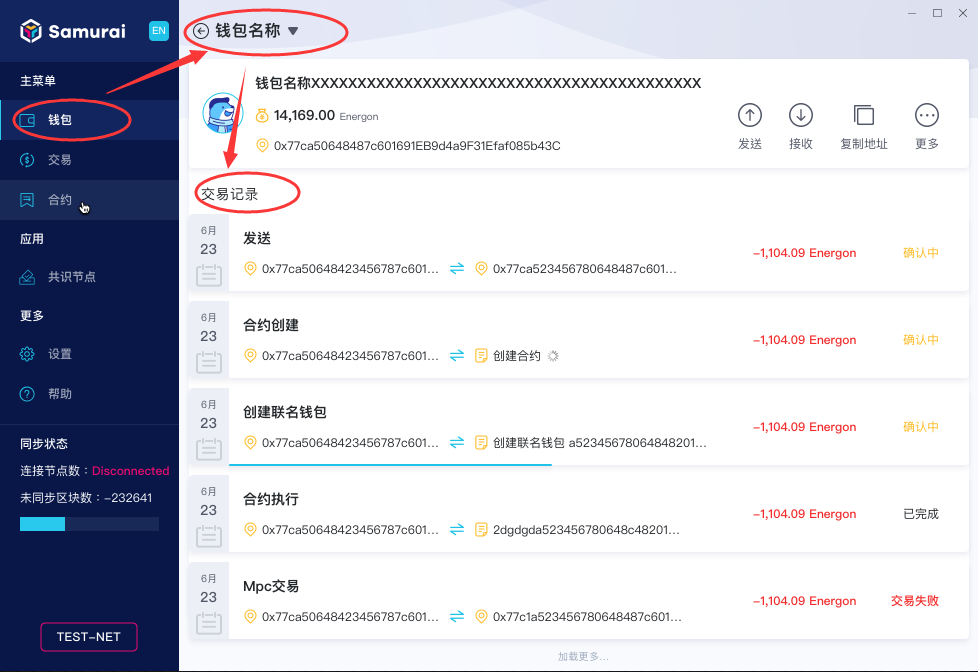 Samurai EN
主菜单
钱包
交易
合约
应用
共识节点
更多
设置
帮助
同步状态
连接节点数：Disconnected
未同步区块数：-232641
TEST-NET
钱包名称
钱包名称XXXXXXXXXXXXXXXXXXXXXXXXXXXXXXXXXXXXXXXXXX
14,169.00 Energon
0x77ca50648487c601691EB9d4a9F31Efaf085b43C
发送 接收 复制地址 更多
交易记录
6月
23
发送
0x77ca50648423456787c601... 0x77ca523456780648487c601...
-1,104.09 Energon 确认中
6月
23
合约创建
0x77ca50648423456787c601... 创建合约
-1,104.09 Energon 确认中
6月
23
创建联名钱包
0x77ca50648423456787c601... 创建联名钱包 a52345678064848201...
-1,104.09 Energon 确认中
6月
23
合约执行
0x77ca50648423456787c601... 2dgdgda523456780648c48201...
-1,104.09 Energon 已完成
6月
23
Mpc交易
0x77ca50648423456787c601... 0x77c1a523456780648487c601...
-1,104.09 Energon 交易失败
加载更多...